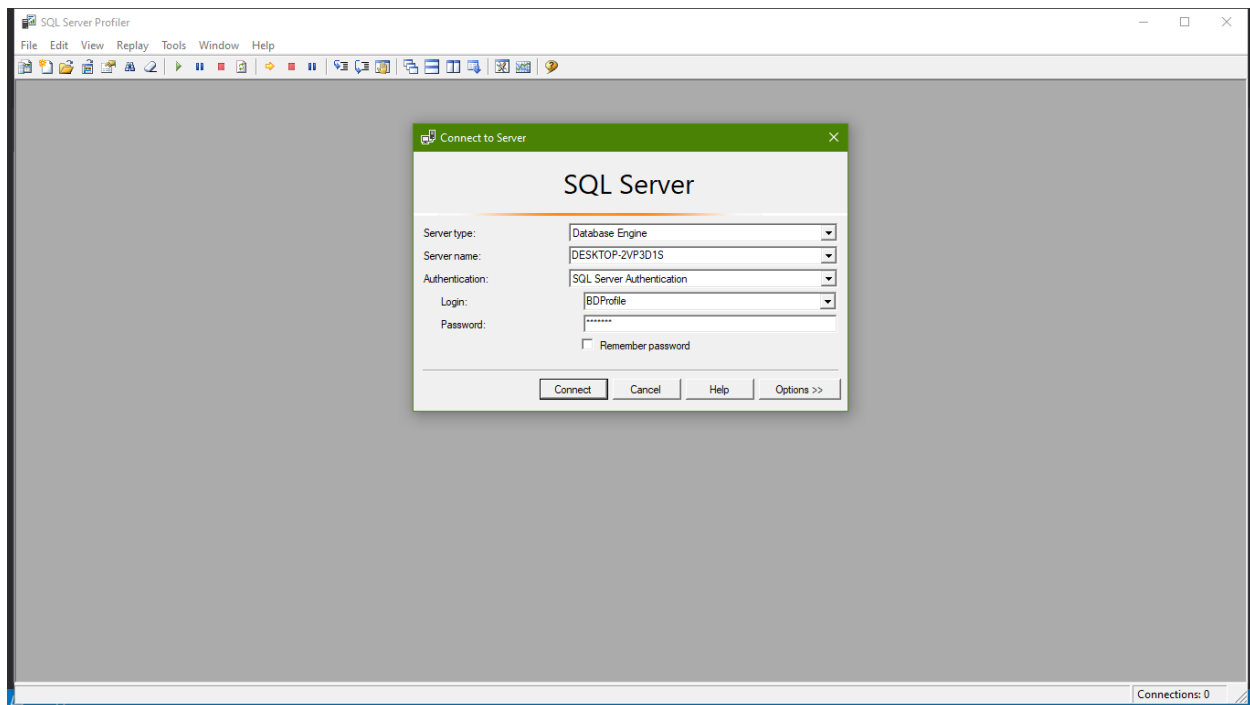 SQL Server Profiler
File Edit View Replay Tools Window Help
Connect to Server
SQL Server
Server type: Database Engine
Server name: DESKTOP-2VP3D1S
Authentication: SQL Server Authentication
Login: BDProfile
Password: *******
Remember password
Connect Cancel Help Options >>
Connections: 0